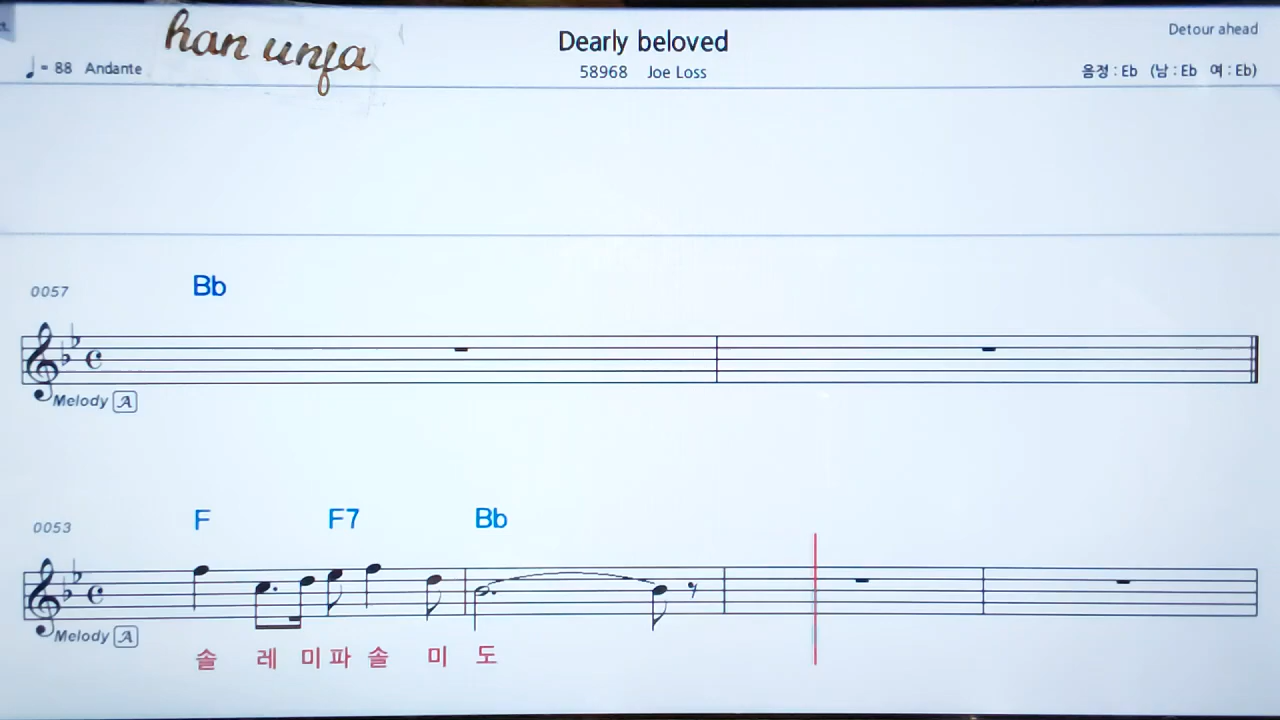 han unfa
Dearly beloved
Detour ahead
♩= 88 Andante
58968 Joe Loss
음정 : Eb (남 : Eb 여 : Eb)
0057
Bb
Melody A
0053
F F7 Bb
Melody A
솔 레 미 파 솔 미 도